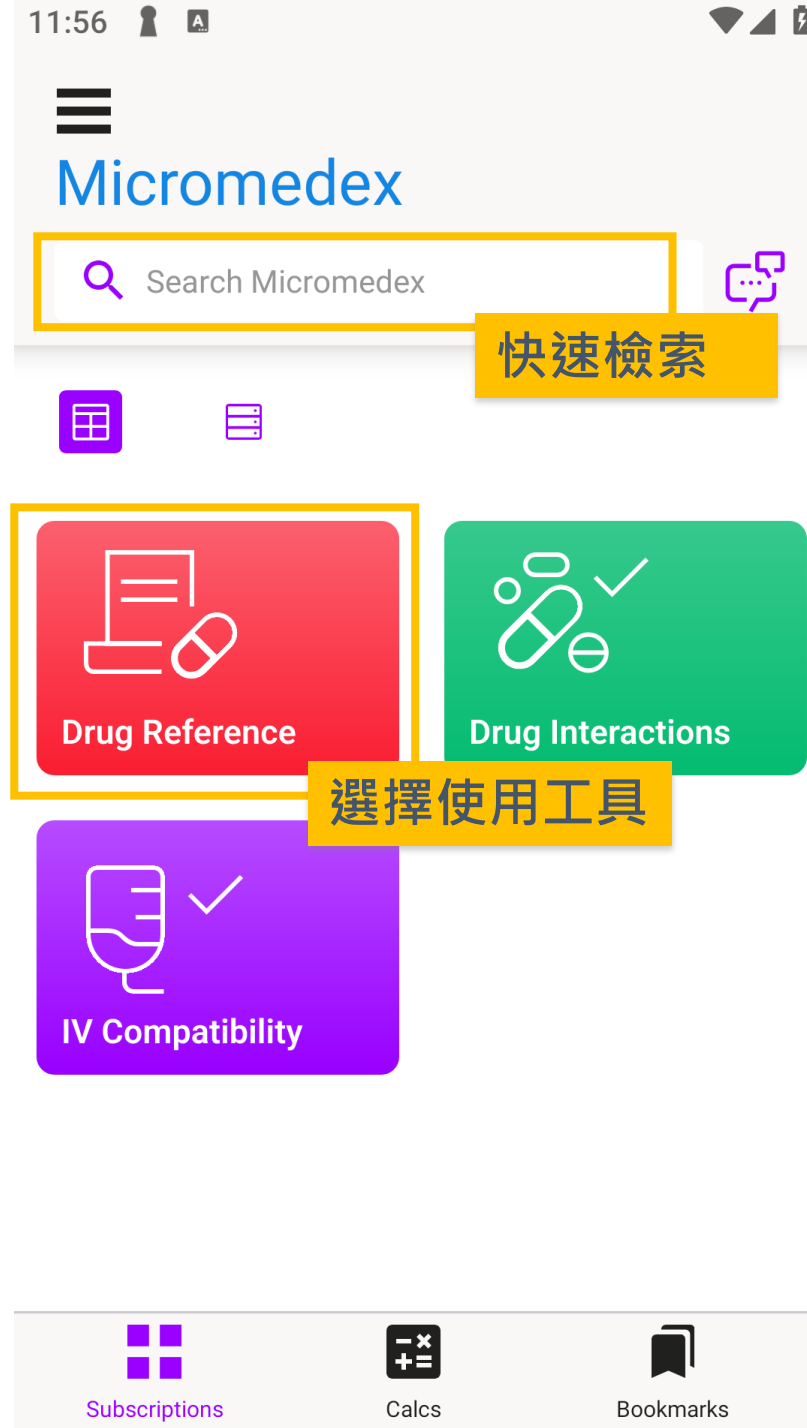 11:56
Micromedex
Search Micromedex
快速檢索
Drug Reference
Drug Interactions
選擇使用工具
IV Compatibility
Subscriptions
Calcs
Bookmarks